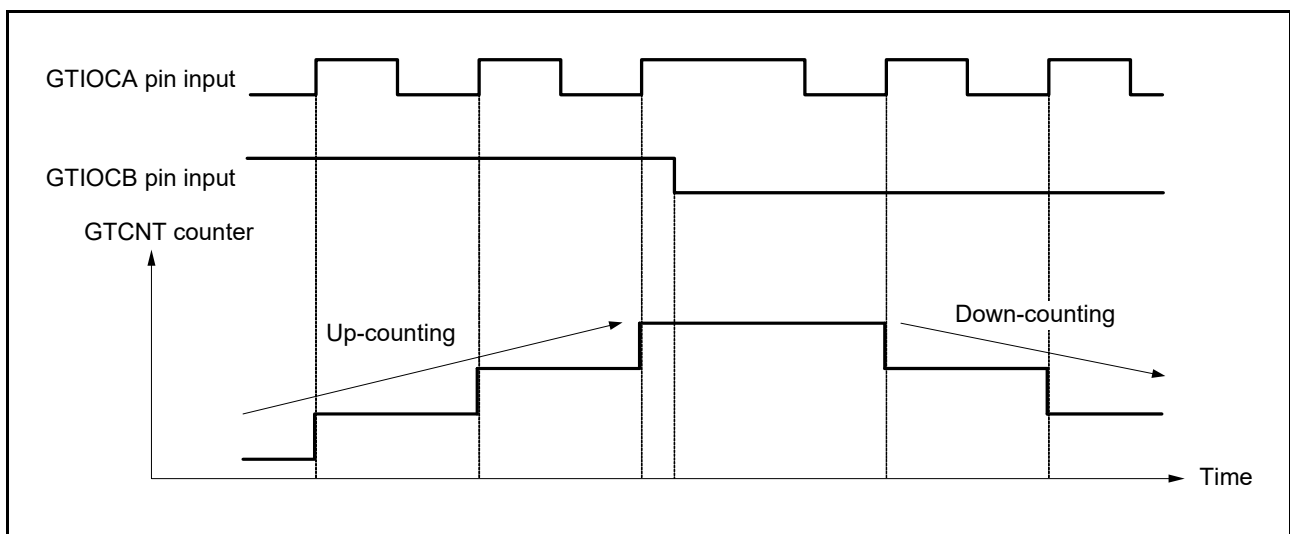 GTIOCA pin input
GTIOCB pin input
GTCNT counter
Up-counting
Down-counting
Time